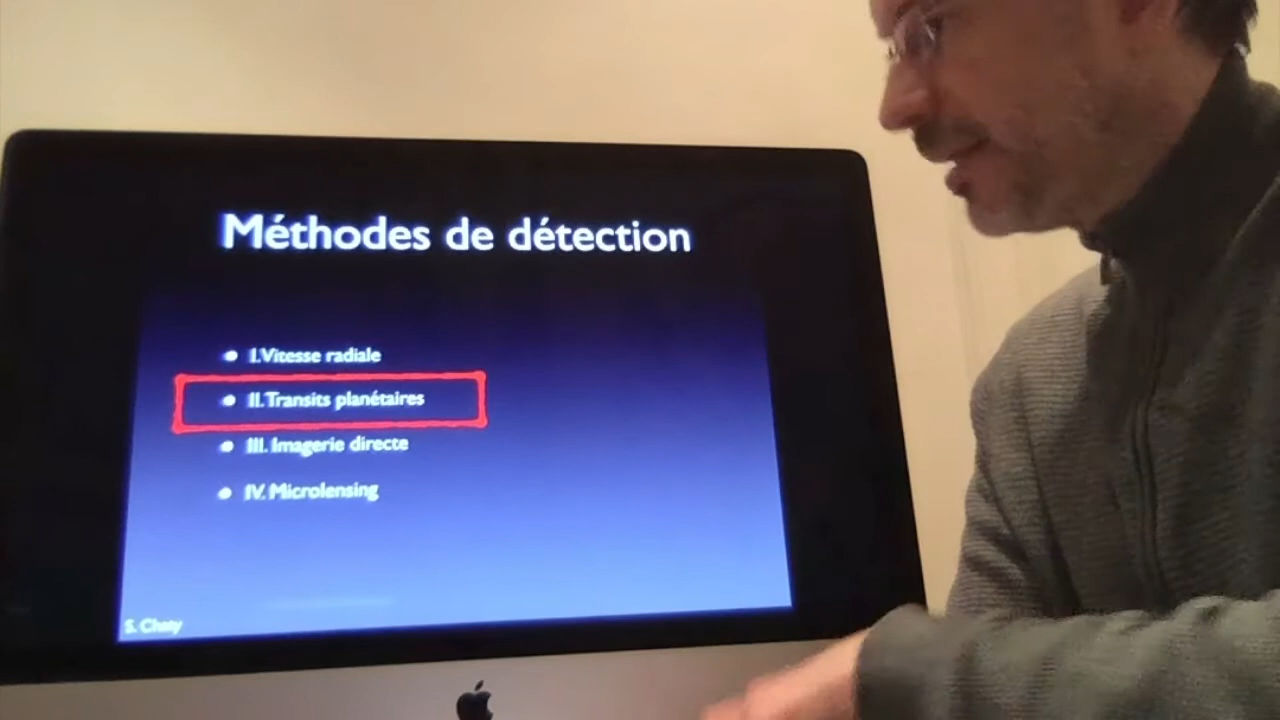 Méthodes de détection
I. Vitesse radiale
II. Transits planétaires
III. Imagerie directe
IV. Microlensing
S. Chaty